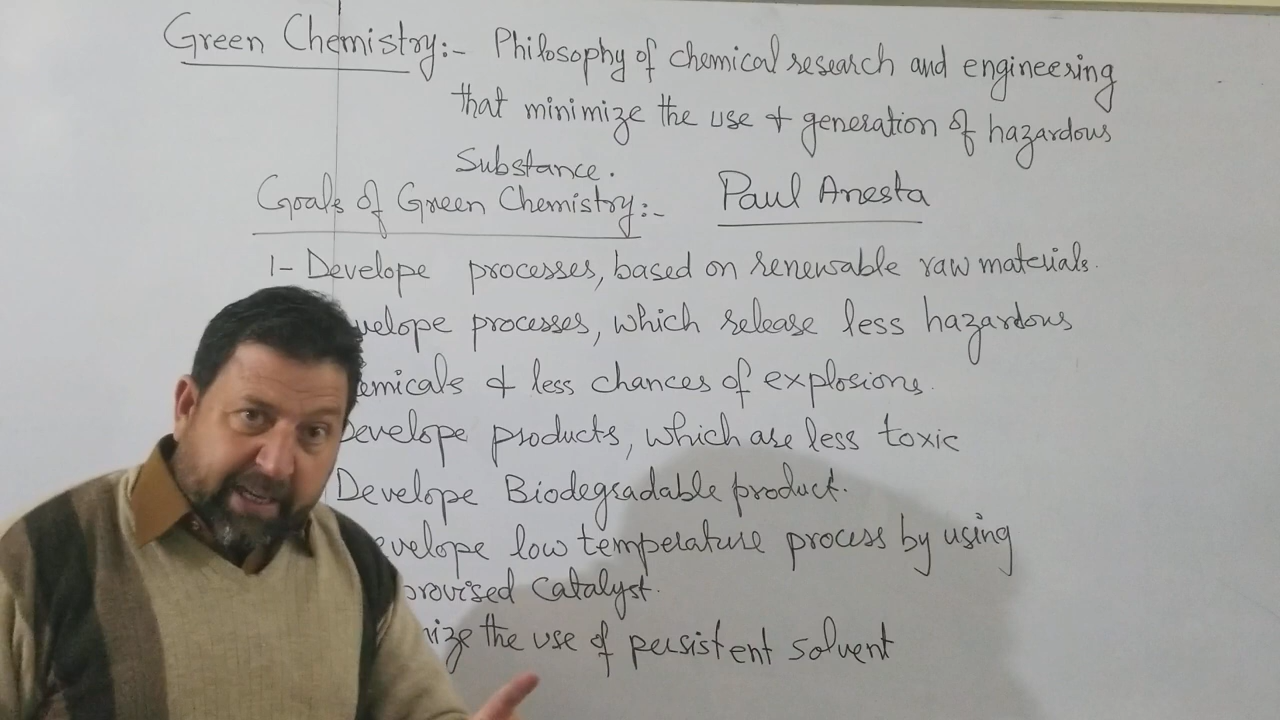 Green Chemistry:- Philosophy of chemical research and engineering
that minimize the use & generation of hazardous
Substance.
Goals of Green Chemistry:- Paul Anesta
1- Develope processes, based on renewable raw materials.
velope processes, which release less hazardous
emicals & less chances of explosions.
Develope products, which are less toxic
Develope Biodegradable product.
evelope low temperature process by using
provised catalyst.
nize the use of persistent solvent